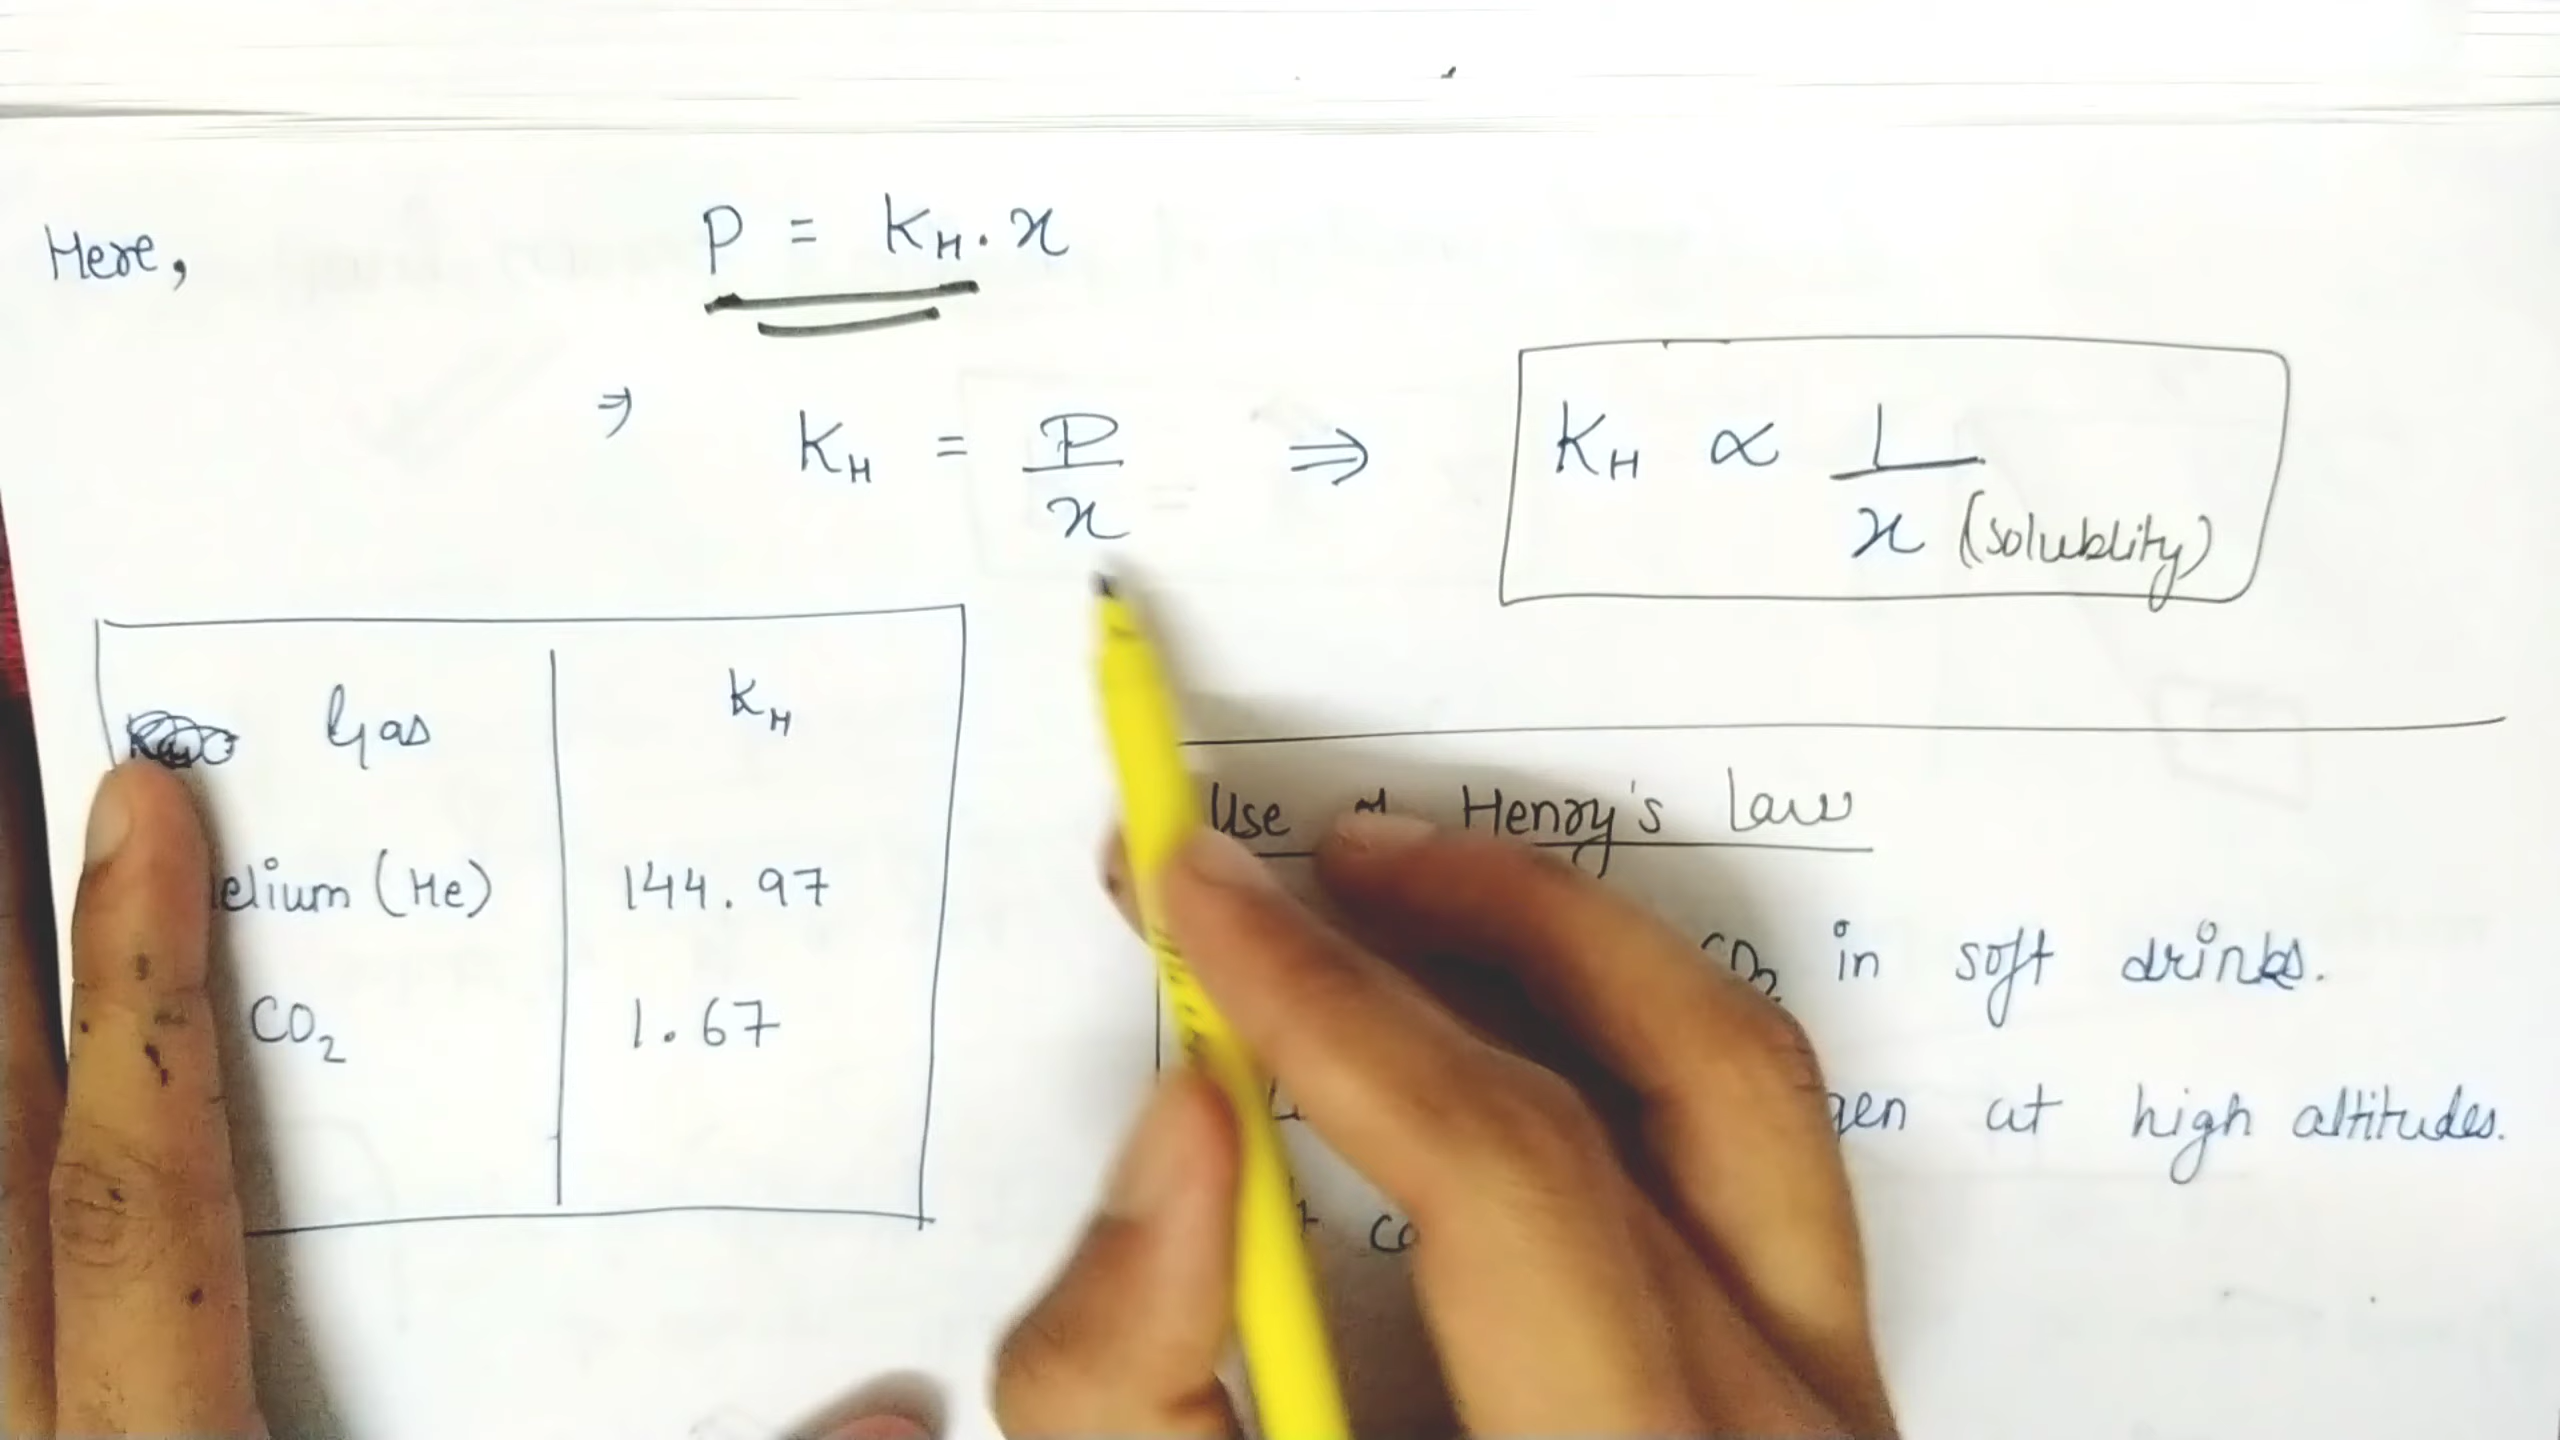 Here,
P = KH . x
⇒ KH = P/x ⇒ KH ∝ 1/x (solublity)
Gas KH
elium (He) 144.97
CO2 1.67
Use Henry's Law
CO2 in soft drinks.
gen at high altitudes.